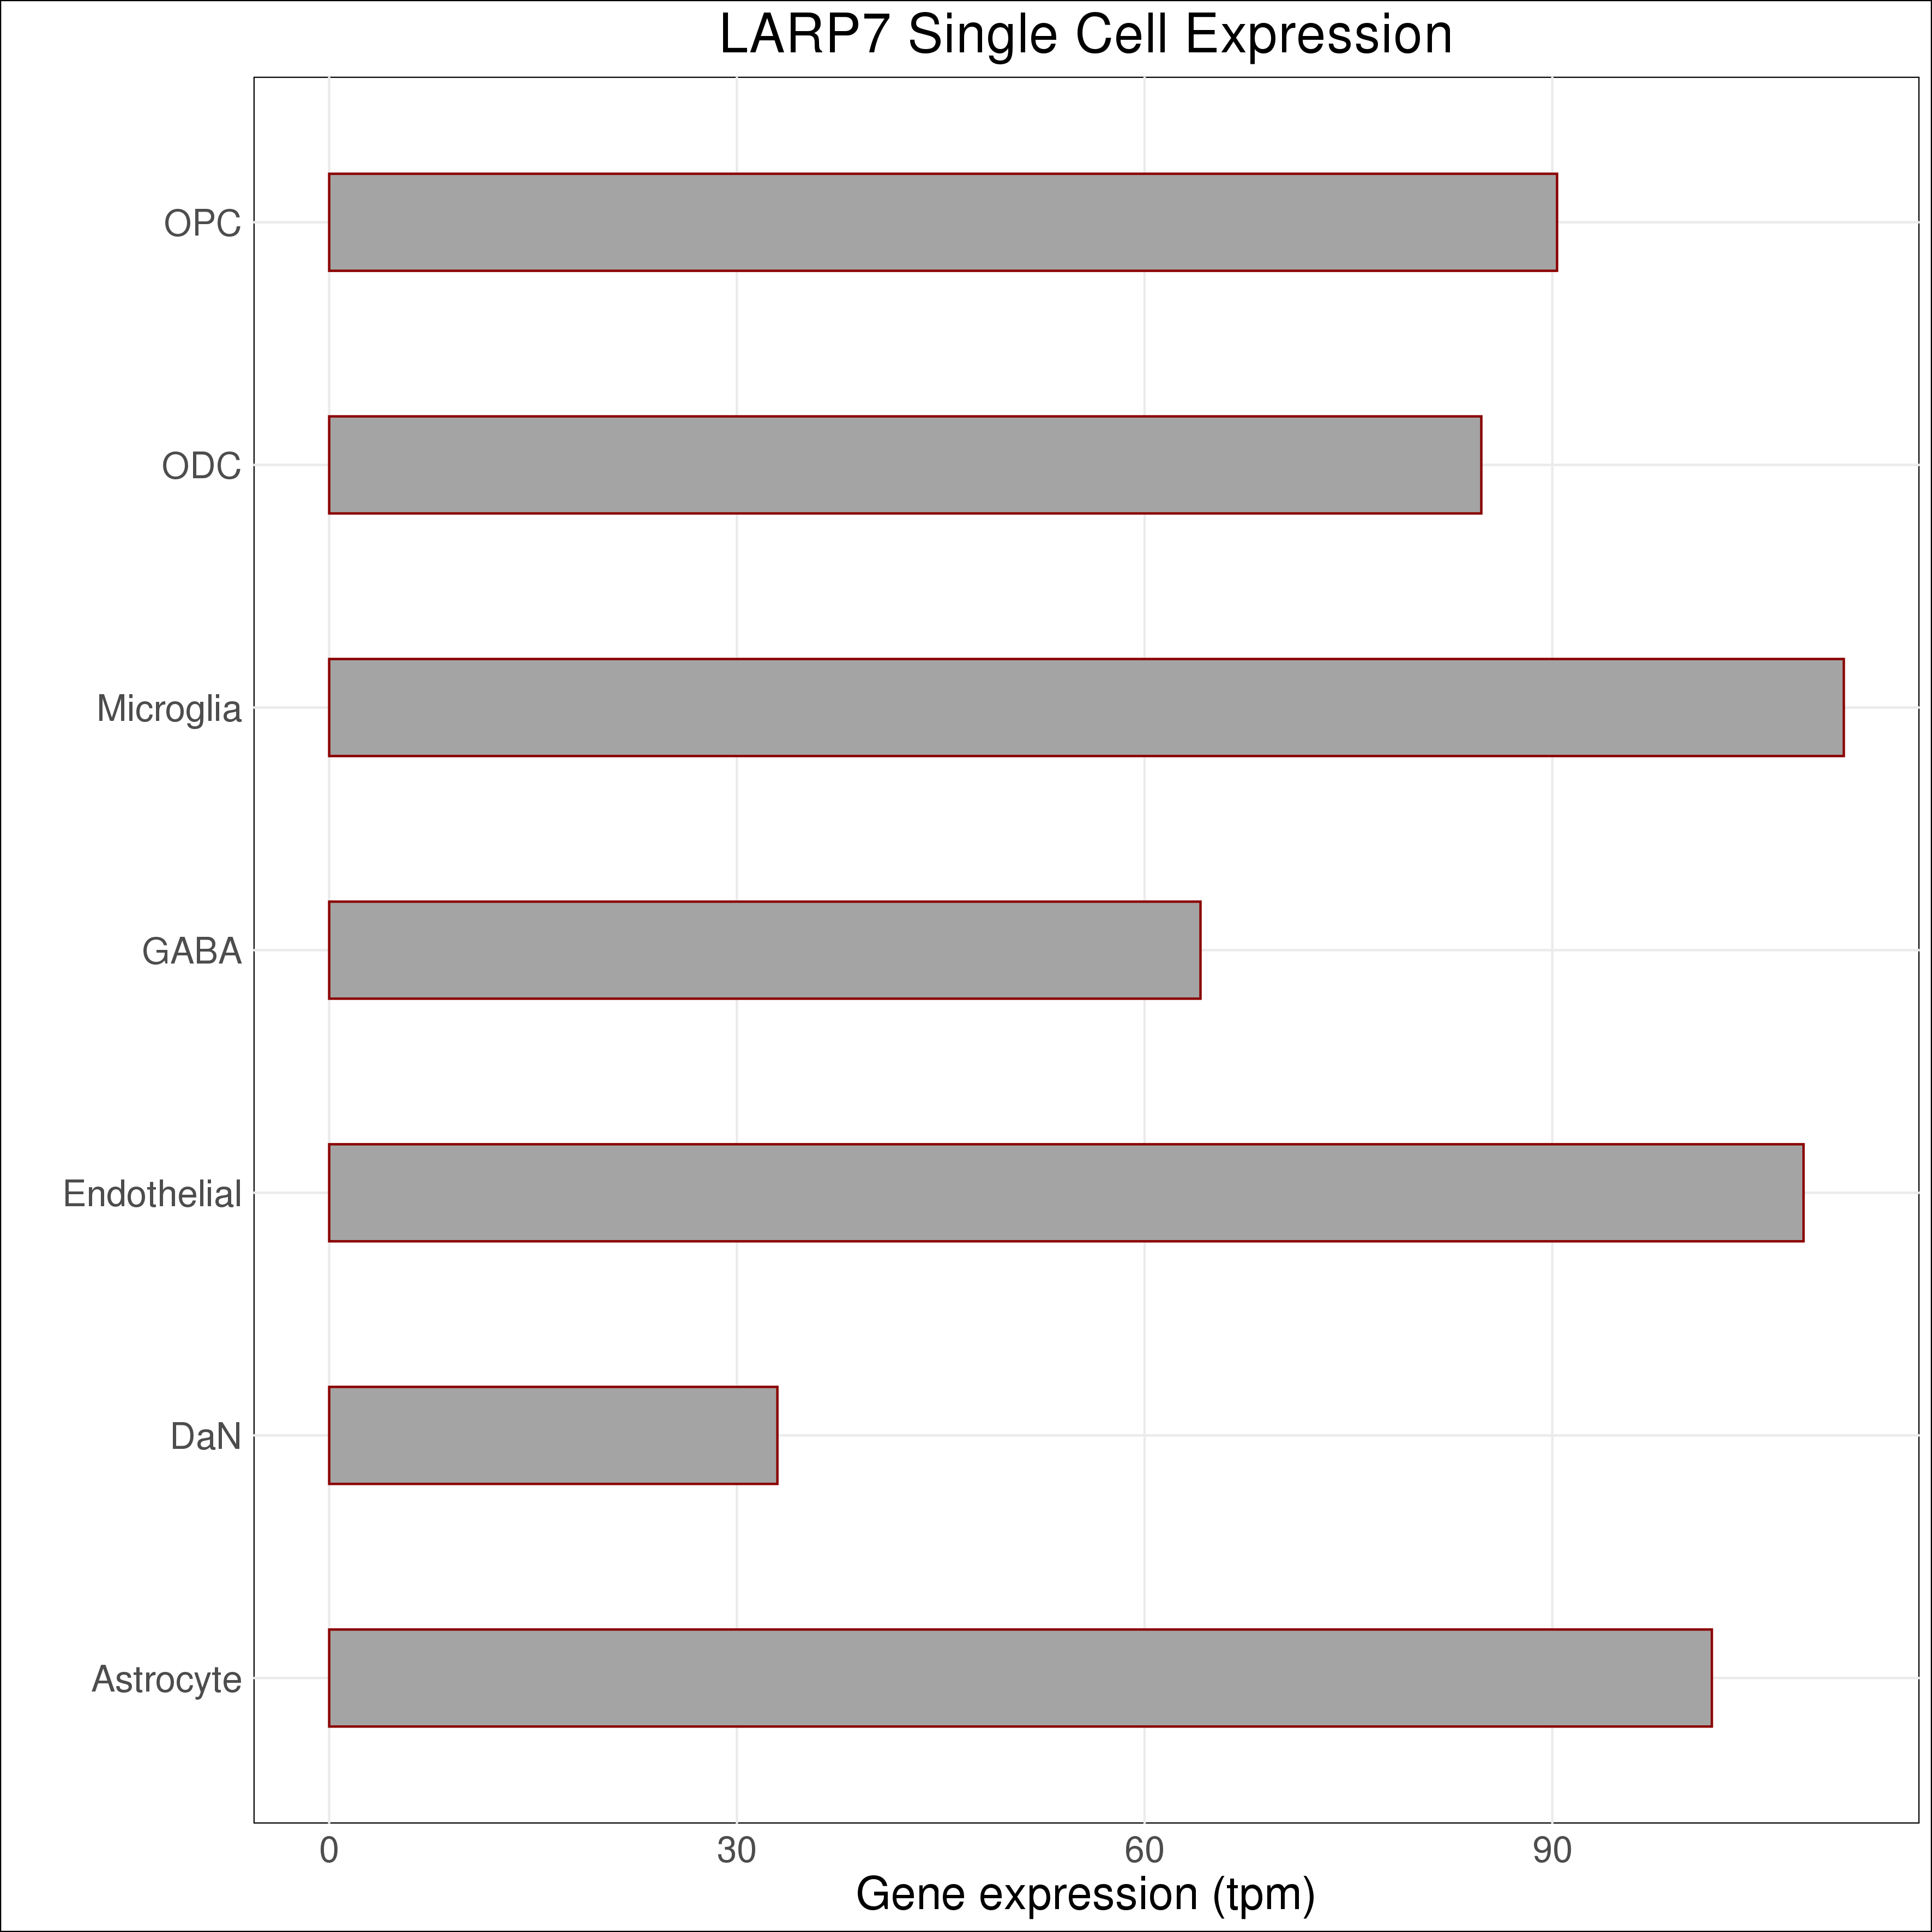 LARP7 Single Cell Expression
OPC
ODC
Microglia
GABA
Endothelial
DaN
Astrocyte
0 30 60 90
Gene expression (tpm)